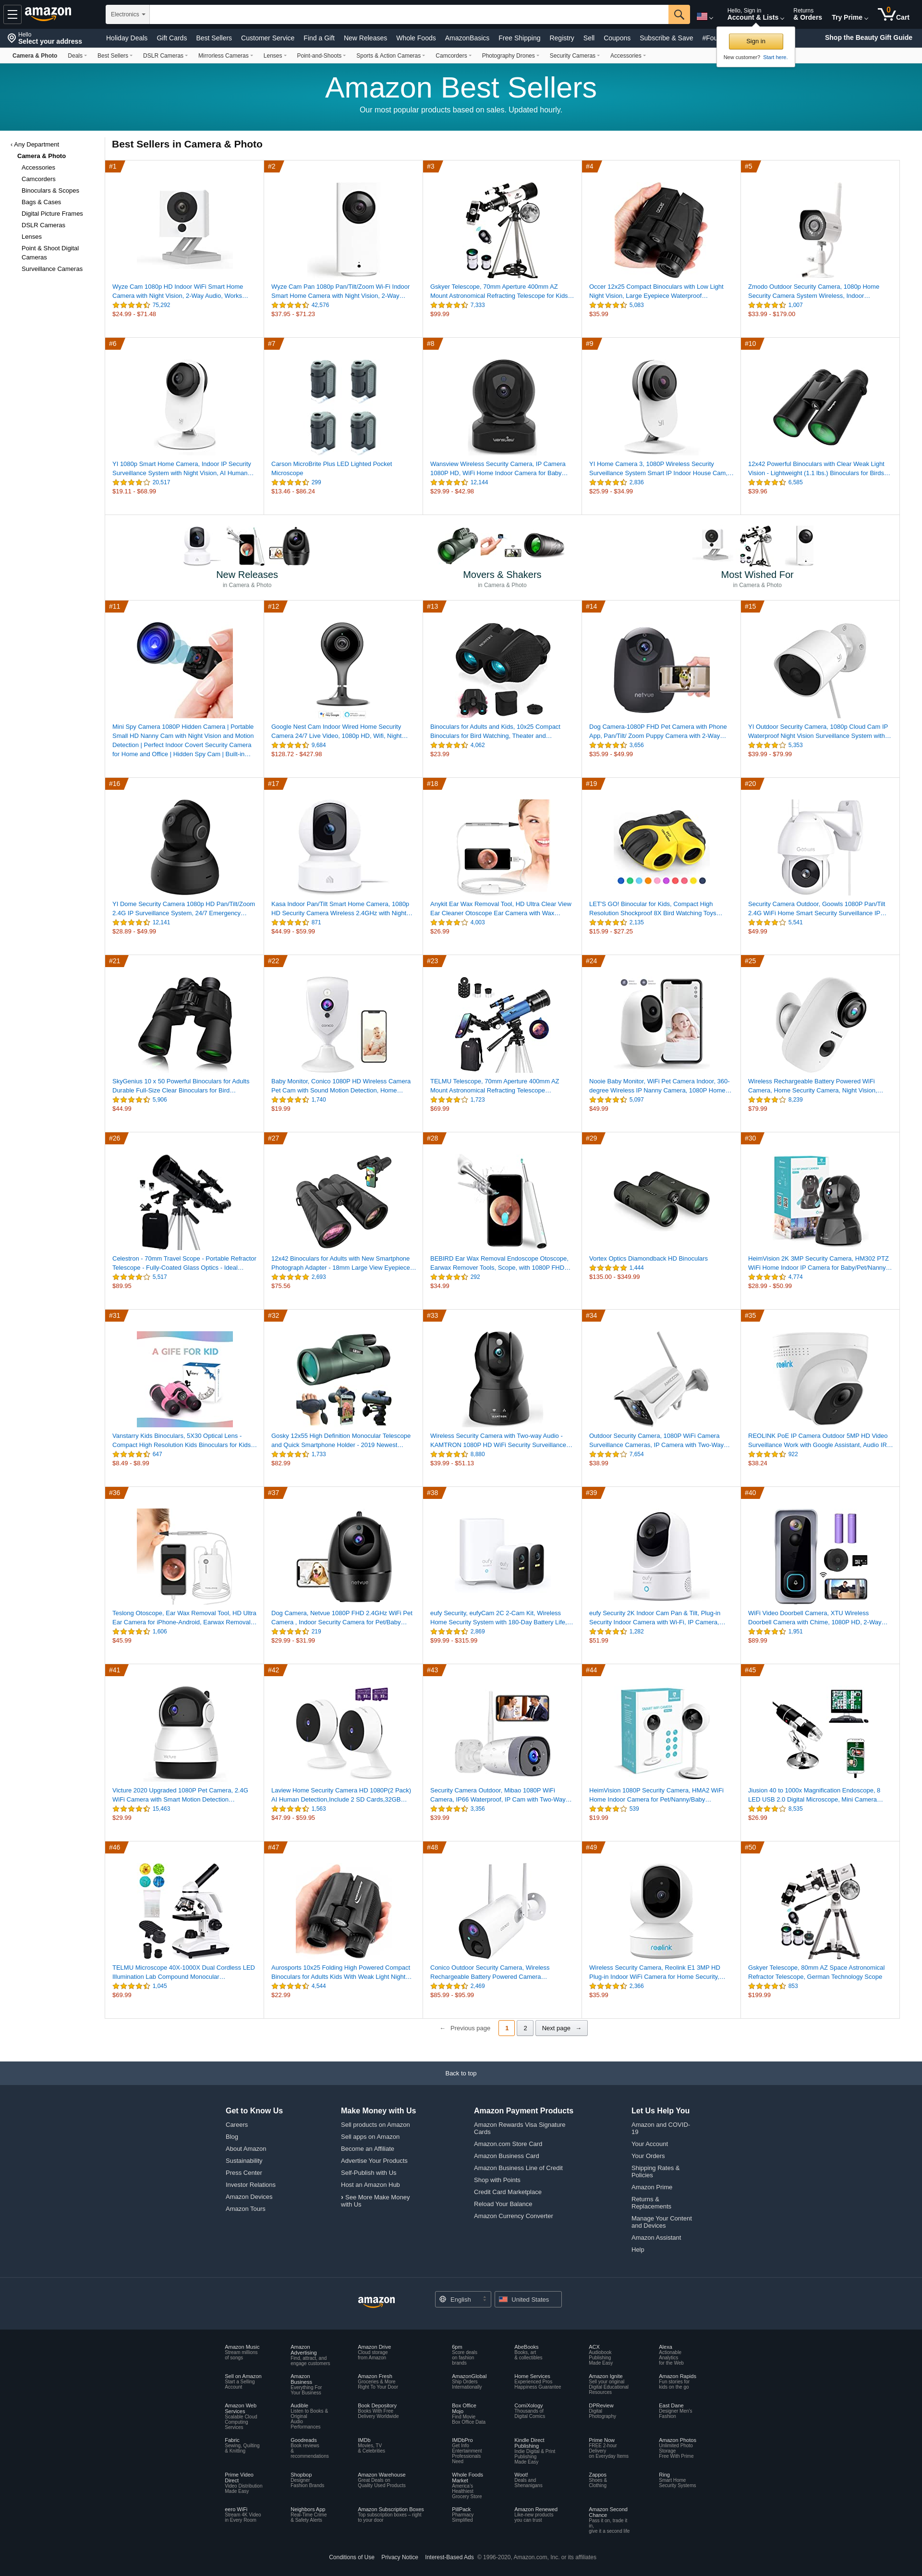 amazon
Electronics
Hello, Sign in
Account & Lists
Returns
& Orders
Try Prime
0
Cart
Hello
Select your address
Holiday Deals Gift Cards Best Sellers Customer Service Find a Gift New Releases Whole Foods AmazonBasics Free Shipping Registry Sell Coupons Subscribe & Save
Shop the Beauty Gift Guide
Sign in
New customer? Start here.
Camera & Photo Deals Best Sellers DSLR Cameras Mirrorless Cameras Lenses Point-and-Shoots Sports & Action Cameras Camcorders Photography Drones Security Cameras Accessories
Amazon Best Sellers
Our most popular products based on sales. Updated hourly.
‹ Any Department
Camera & Photo
Accessories
Camcorders
Binoculars & Scopes
Bags & Cases
Digital Picture Frames
DSLR Cameras
Lenses
Point & Shoot Digital
Cameras
Surveillance Cameras
Best Sellers in Camera & Photo
#1
Wyze Cam 1080p HD Indoor WiFi Smart Home
Camera with Night Vision, 2-Way Audio, Works…
75,292
$24.99 - $71.48
#2
Wyze Cam Pan 1080p Pan/Tilt/Zoom Wi-Fi Indoor
Smart Home Camera with Night Vision, 2-Way…
42,576
$37.95 - $71.23
#3
Gskyer Telescope, 70mm Aperture 400mm AZ
Mount Astronomical Refracting Telescope for Kids…
7,333
$99.99
#4
Occer 12x25 Compact Binoculars with Low Light
Night Vision, Large Eyepiece Waterproof…
5,083
$35.99
#5
Zmodo Outdoor Security Camera, 1080p Home
Security Camera System Wireless, Indoor…
1,007
$33.99 - $179.00
#6
YI 1080p Smart Home Camera, Indoor IP Security
Surveillance System with Night Vision, AI Human…
20,517
$19.11 - $68.99
#7
Carson MicroBrite Plus LED Lighted Pocket
Microscope
299
$13.46 - $86.24
#8
Wansview Wireless Security Camera, IP Camera
1080P HD, WiFi Home Indoor Camera for Baby…
12,144
$29.99 - $42.98
#9
YI Home Camera 3, 1080P Wireless Security
Surveillance System Smart IP Indoor House Cam,…
2,836
$25.99 - $34.99
#10
12x42 Powerful Binoculars with Clear Weak Light
Vision - Lightweight (1.1 lbs.) Binoculars for Birds…
6,585
$39.96
New Releases
in Camera & Photo
Movers & Shakers
in Camera & Photo
Most Wished For
in Camera & Photo
#11
Mini Spy Camera 1080P Hidden Camera | Portable
Small HD Nanny Cam with Night Vision and Motion
Detection | Perfect Indoor Covert Security Camera
for Home and Office | Hidden Spy Cam | Built-in…
#12
Google Nest Cam Indoor Wired Home Security
Camera 24/7 Live Video, 1080p HD, Wifi, Night…
9,684
$128.72 - $427.98
#13
Binoculars for Adults and Kids, 10x25 Compact
Binoculars for Bird Watching, Theater and…
4,062
$23.99
#14
netvue
Dog Camera-1080P FHD Pet Camera with Phone
App, Pan/Tilt/ Zoom Puppy Camera with 2-Way…
3,656
$35.99 - $49.99
#15
YI Outdoor Security Camera, 1080p Cloud Cam IP
Waterproof Night Vision Surveillance System with…
5,353
$39.99 - $79.99
#16
YI Dome Security Camera 1080p HD Pan/Tilt/Zoom
2.4G IP Surveillance System, 24/7 Emergency…
12,141
$28.89 - $49.99
#17
Kasa Indoor Pan/Tilt Smart Home Camera, 1080p
HD Security Camera Wireless 2.4GHz with Night…
871
$44.99 - $59.99
#18
Anykit Ear Wax Removal Tool, HD Ultra Clear View
Ear Cleaner Otoscope Ear Camera with Wax…
4,003
$26.99
#19
LET'S GO! Binocular for Kids, Compact High
Resolution Shockproof 8X Bird Watching Toys…
2,135
$15.99 - $27.25
#20
Security Camera Outdoor, Goowls 1080P Pan/Tilt
2.4G WiFi Home Smart Security Surveillance IP…
5,541
$49.99
#21
SkyGenius 10 x 50 Powerful Binoculars for Adults
Durable Full-Size Clear Binoculars for Bird…
5,906
$44.99
#22
Baby Monitor, Conico 1080P HD Wireless Camera
Pet Cam with Sound Motion Detection, Home…
1,740
$19.99
#23
TELMU Telescope, 70mm Aperture 400mm AZ
Mount Astronomical Refracting Telescope…
1,723
$69.99
#24
Nooie Baby Monitor, WiFi Pet Camera Indoor, 360-
degree Wireless IP Nanny Camera, 1080P Home…
5,097
$49.99
#25
Wireless Rechargeable Battery Powered WiFi
Camera, Home Security Camera, Night Vision,…
8,239
$79.99
#26
Celestron - 70mm Travel Scope - Portable Refractor
Telescope - Fully-Coated Glass Optics - Ideal…
5,517
$89.95
#27
12x42 Binoculars for Adults with New Smartphone
Photograph Adapter - 18mm Large View Eyepiece…
2,693
$75.56
#28
BEBIRD Ear Wax Removal Endoscope Otoscope,
Earwax Remover Tools, Scope, with 1080P FHD…
292
$34.99
#29
Vortex Optics Diamondback HD Binoculars
1,444
$135.00 - $349.99
#30
HeimVision 2K 3MP Security Camera, HM302 PTZ
WiFi Home Indoor IP Camera for Baby/Pet/Nanny…
4,774
$28.99 - $50.99
#31
A GIFE FOR KID
Vanstarry Kids Binoculars, 5X30 Optical Lens -
Compact High Resolution Kids Binoculars for Kids…
647
$8.49 - $8.99
#32
Gosky 12x55 High Definition Monocular Telescope
and Quick Smartphone Holder - 2019 Newest…
1,733
$82.99
#33
Wireless Security Camera with Two-way Audio -
KAMTRON 1080P HD WiFi Security Surveillance…
8,880
$39.99 - $51.13
#34
Outdoor Security Camera, 1080P WiFi Camera
Surveillance Cameras, IP Camera with Two-Way…
7,654
$38.99
#35
reolink
REOLINK PoE IP Camera Outdoor 5MP HD Video
Surveillance Work with Google Assistant, Audio IR…
922
$38.24
#36
Teslong Otoscope, Ear Wax Removal Tool, HD Ultra
Ear Camera for iPhone-Android, Earwax Removal…
1,606
$45.99
#37
netvue
Dog Camera, Netvue 1080P FHD 2.4GHz WiFi Pet
Camera , Indoor Security Camera for Pet/Baby…
219
$29.99 - $31.99
#38
eufy Security, eufyCam 2C 2-Cam Kit, Wireless
Home Security System with 180-Day Battery Life,…
2,869
$99.99 - $315.99
#39
eufy Security 2K Indoor Cam Pan & Tilt, Plug-in
Security Indoor Camera with Wi-Fi, IP Camera,…
1,282
$51.99
#40
WiFi Video Doorbell Camera, XTU Wireless
Doorbell Camera with Chime, 1080P HD, 2-Way…
1,951
$89.99
#41
Victure 2020 Upgraded 1080P Pet Camera, 2.4G
WiFi Camera with Smart Motion Detection…
15,463
$29.99
#42
Laview Home Security Camera HD 1080P(2 Pack)
AI Human Detection,Include 2 SD Cards,32GB…
1,563
$47.99 - $59.95
#43
Security Camera Outdoor, Mibao 1080P WiFi
Camera, IP66 Waterproof, IP Cam with Two-Way…
3,356
$39.99
#44
HeimVision 1080P Security Camera, HMA2 WiFi
Home Indoor Camera for Pet/Nanny/Baby…
539
$19.99
#45
Jiusion 40 to 1000x Magnification Endoscope, 8
LED USB 2.0 Digital Microscope, Mini Camera…
8,535
$26.99
#46
TELMU Microscope 40X-1000X Dual Cordless LED
Illumination Lab Compound Monocular…
1,045
$69.99
#47
Aurosports 10x25 Folding High Powered Compact
Binoculars for Adults Kids With Weak Light Night…
4,544
$22.99
#48
Conico Outdoor Security Camera, Wireless
Rechargeable Battery Powered Camera…
2,469
$85.99 - $95.99
#49
reolink
Wireless Security Camera, Reolink E1 3MP HD
Plug-in Indoor WiFi Camera for Home Security,…
2,366
$35.99
#50
Gskyer Telescope, 80mm AZ Space Astronomical
Refractor Telescope, German Technology Scope
853
$199.99
← Previous page 1 2 Next page →
Back to top
Get to Know Us
Careers
Blog
About Amazon
Sustainability
Press Center
Investor Relations
Amazon Devices
Amazon Tours
Make Money with Us
Sell products on Amazon
Sell apps on Amazon
Become an Affiliate
Advertise Your Products
Self-Publish with Us
Host an Amazon Hub
› See More Make Money
with Us
Amazon Payment Products
Amazon Rewards Visa Signature
Cards
Amazon.com Store Card
Amazon Business Card
Amazon Business Line of Credit
Shop with Points
Credit Card Marketplace
Reload Your Balance
Amazon Currency Converter
Let Us Help You
Amazon and COVID-
19
Your Account
Your Orders
Shipping Rates &
Policies
Amazon Prime
Returns &
Replacements
Manage Your Content
and Devices
Amazon Assistant
Help
amazon
English
United States
Amazon Music
Stream millions
of songs
Amazon
Advertising
Find, attract, and
engage customers
Amazon Drive
Cloud storage
from Amazon
6pm
Score deals
on fashion
brands
AbeBooks
Books, art
& collectibles
ACX
Audiobook
Publishing
Made Easy
Alexa
Actionable
Analytics
for the Web
Sell on Amazon
Start a Selling
Account
Amazon
Business
Everything For
Your Business
Amazon Fresh
Groceries & More
Right To Your Door
AmazonGlobal
Ship Orders
Internationally
Home Services
Experienced Pros
Happiness Guarantee
Amazon Ignite
Sell your original
Digital Educational
Resources
Amazon Rapids
Fun stories for
kids on the go
Amazon Web
Services
Scalable Cloud
Computing
Services
Audible
Listen to Books &
Original
Audio
Performances
Book Depository
Books With Free
Delivery Worldwide
Box Office
Mojo
Find Movie
Box Office Data
ComiXology
Thousands of
Digital Comics
DPReview
Digital
Photography
East Dane
Designer Men's
Fashion
Fabric
Sewing, Quilting
& Knitting
Goodreads
Book reviews
&
recommendations
IMDb
Movies, TV
& Celebrities
IMDbPro
Get Info
Entertainment
Professionals
Need
Kindle Direct
Publishing
Indie Digital & Print
Publishing
Made Easy
Prime Now
FREE 2-hour
Delivery
on Everyday Items
Amazon Photos
Unlimited Photo
Storage
Free With Prime
Prime Video
Direct
Video Distribution
Made Easy
Shopbop
Designer
Fashion Brands
Amazon Warehouse
Great Deals on
Quality Used Products
Whole Foods
Market
America's
Healthiest
Grocery Store
Woot!
Deals and
Shenanigans
Zappos
Shoes &
Clothing
Ring
Smart Home
Security Systems
eero WiFi
Stream 4K Video
in Every Room
Neighbors App
Real-Time Crime
& Safety Alerts
Amazon Subscription Boxes
Top subscription boxes – right
to your door
PillPack
Pharmacy
Simplified
Amazon Renewed
Like-new products
you can trust
Amazon Second
Chance
Pass it on, trade it
in,
give it a second life
Conditions of Use Privacy Notice Interest-Based Ads © 1996-2020, Amazon.com, Inc. or its affiliates